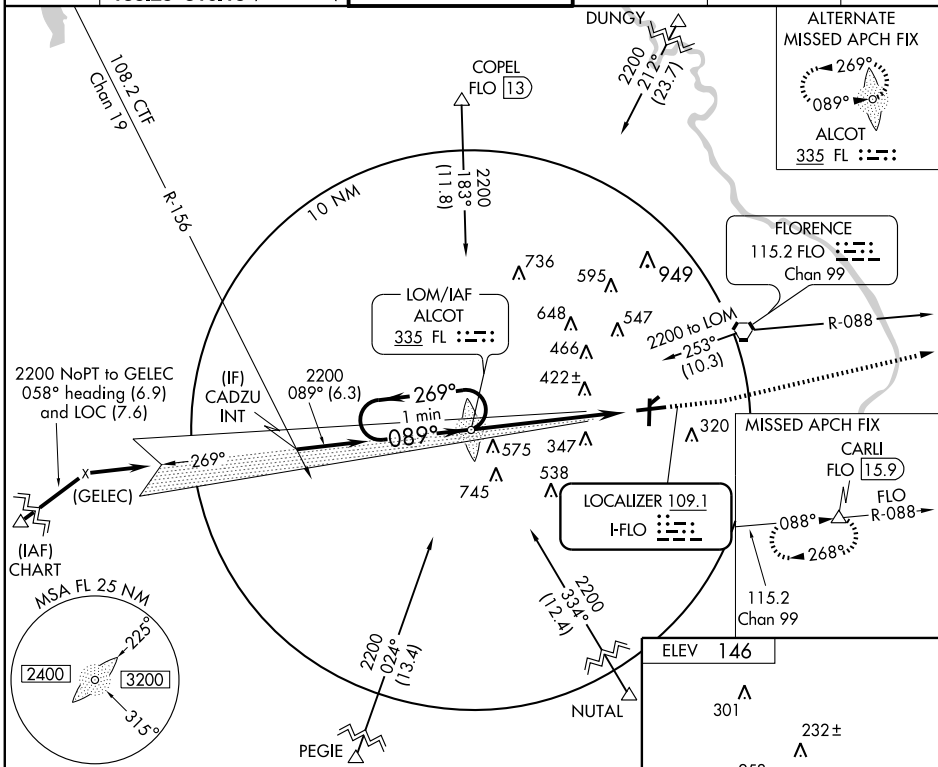 DUNGY
2200
212°
(23.7)
ALTERNATE
MISSED APCH FIX
269°
089°
ALCOT
335 FL
108.2 CTF
Chan 19
R-156
COPEL
FLO 13
2200
183°
(11.8)
10 NM
FLORENCE
115.2 FLO
Chan 99
736
595
949
648
547
466
422±
LOM/IAF
ALCOT
335 FL
2200 to LOM
253°
(10.3)
R-088
2200 NoPT to GELEC
058° heading (6.9)
and LOC (7.6)
(IF)
CADZU
INT
2200
089° (6.3)
269°
1 min
089°
269°
(GELEC)
(IAF)
CHART
575
347
320
745
538
LOCALIZER 109.1
I-FLO
MISSED APCH FIX
CARLI
FLO 15.9
FLO
R-088
088°
268°
115.2
Chan 99
MSA FL 25 NM
225°
2400
3200
315°
2200
024°
(13.4)
PEGIE
2200
334°
(12.4)
NUTAL
ELEV 146
301
232±